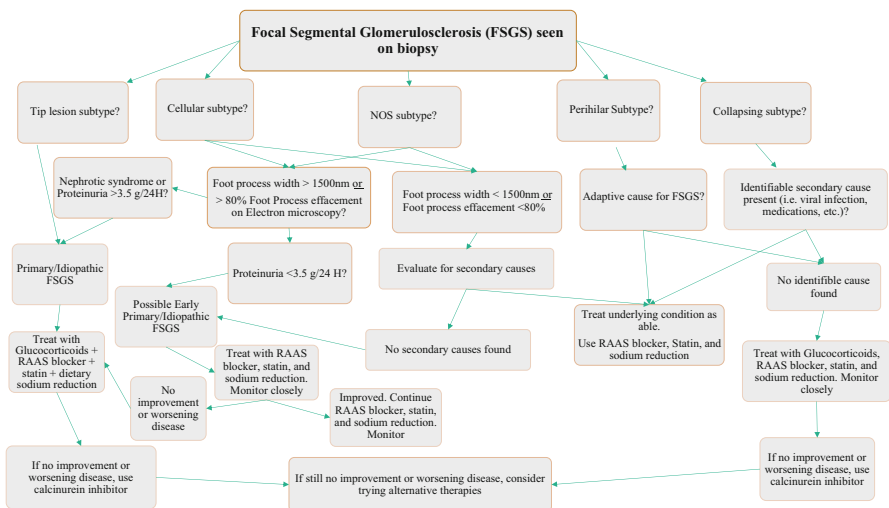 Focal Segmental Glomerulosclerosis (FSGS) seen
on biopsy
Tip lesion subtype?
Cellular subtype?
NOS subtype?
Perihilar Subtype?
Collapsing subtype?
Nephrotic syndrome or
Proteinuria >3.5 g/24H?
Foot process width > 1500nm or
> 80% Foot Process effacement
on Electron microscopy?
Foot process width < 1500nm or
Foot process effacement <80%
Adaptive cause for FSGS?
Identifiable secondary cause
present (i.e. viral infection,
medications, etc.)?
Primary/Idiopathic
FSGS
Proteinuria <3.5 g/24 H?
Evaluate for secondary causes
No identifible cause
found
Possible Early
Primary/Idiopathic
FSGS
Treat underlying condition as
able.
Use RAAS blocker, Statin, and
sodium reduction
Treat with
Glucocorticoids +
RAAS blocker +
statin + dietary
sodium reduction
Treat with RAAS
blocker, statin, and
sodium reduction.
Monitor closely
No secondary causes found
Treat with Glucocorticoids,
RAAS blocker, statin, and
sodium reduction. Monitor
closely
No
improvement
or worsening
disease
Improved. Continue
RAAS blocker, statin,
and sodium reduction.
Monitor
If no improvement or
worsening disease, use
calcinurein inhibitor
If still no improvement or worsening disease, consider
trying alternative therapies
If no improvement or
worsening disease, use
calcinurein inhibitor